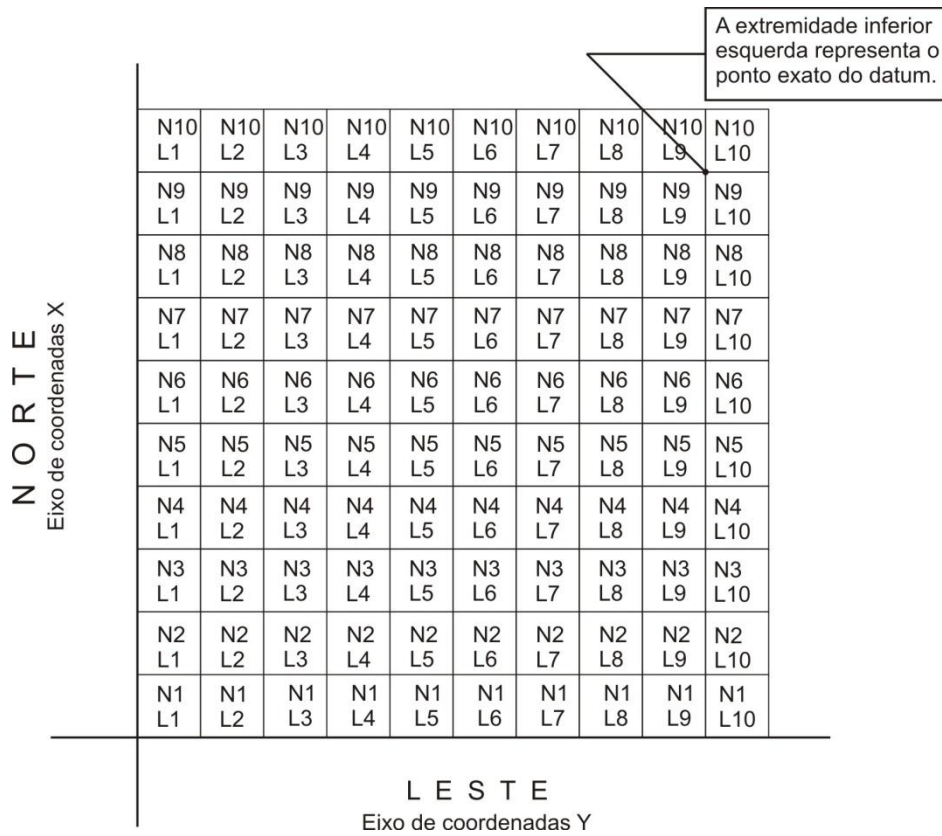 A extremidade inferior
esquerda representa o
ponto exato do datum.
N10 N10 N10 N10 N10 N10 N10 N10 N10 N10
L1 L2 L3 L4 L5 L6 L7 L8 L9 L10
N9 N9 N9 N9 N9 N9 N9 N9 N9 N9
L1 L2 L3 L4 L5 L6 L7 L8 L9 L10
N8 N8 N8 N8 N8 N8 N8 N8 N8 N8
L1 L2 L3 L4 L5 L6 L7 L8 L9 L10
N7 N7 N7 N7 N7 N7 N7 N7 N7 N7
L1 L2 L3 L4 L5 L6 L7 L8 L9 L10
N6 N6 N6 N6 N6 N6 N6 N6 N6 N6
L1 L2 L3 L4 L5 L6 L7 L8 L9 L10
N5 N5 N5 N5 N5 N5 N5 N5 N5 N5
L1 L2 L3 L4 L5 L6 L7 L8 L9 L10
N4 N4 N4 N4 N4 N4 N4 N4 N4 N4
L1 L2 L3 L4 L5 L6 L7 L8 L9 L10
N3 N3 N3 N3 N3 N3 N3 N3 N3 N3
L1 L2 L3 L4 L5 L6 L7 L8 L9 L10
N2 N2 N2 N2 N2 N2 N2 N2 N2 N2
L1 L2 L3 L4 L5 L6 L7 L8 L9 L10
N1 N1 N1 N1 N1 N1 N1 N1 N1 N1
L1 L2 L3 L4 L5 L6 L7 L8 L9 L10
N O R T E
Eixo de coordenadas X
L E S T E
Eixo de coordenadas Y